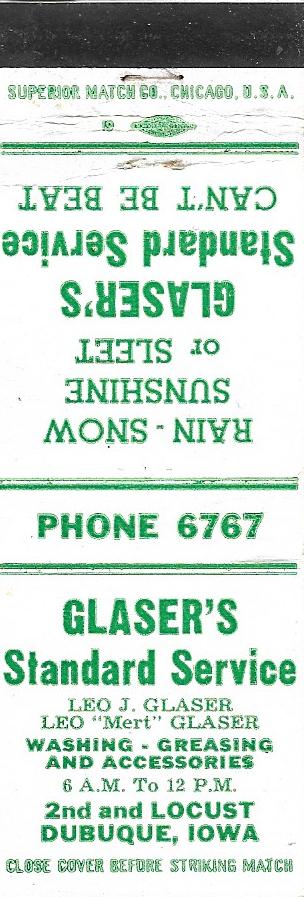 SUPERIOR MATCH CO., CHICAGO, U.S.A.
RAIN - SNOW
SUNSHINE
or SLEET
GLASER'S
Standard Service
CAN'T BE BEAT
PHONE 6767
GLASER'S
Standard Service
LEO J. GLASER
LEO "Mert" GLASER
WASHING - GREASING
AND ACCESSORIES
6 A.M. To 12 P.M.
2nd and LOCUST
DUBUQUE, IOWA
CLOSE COVER BEFORE STRIKING MATCH